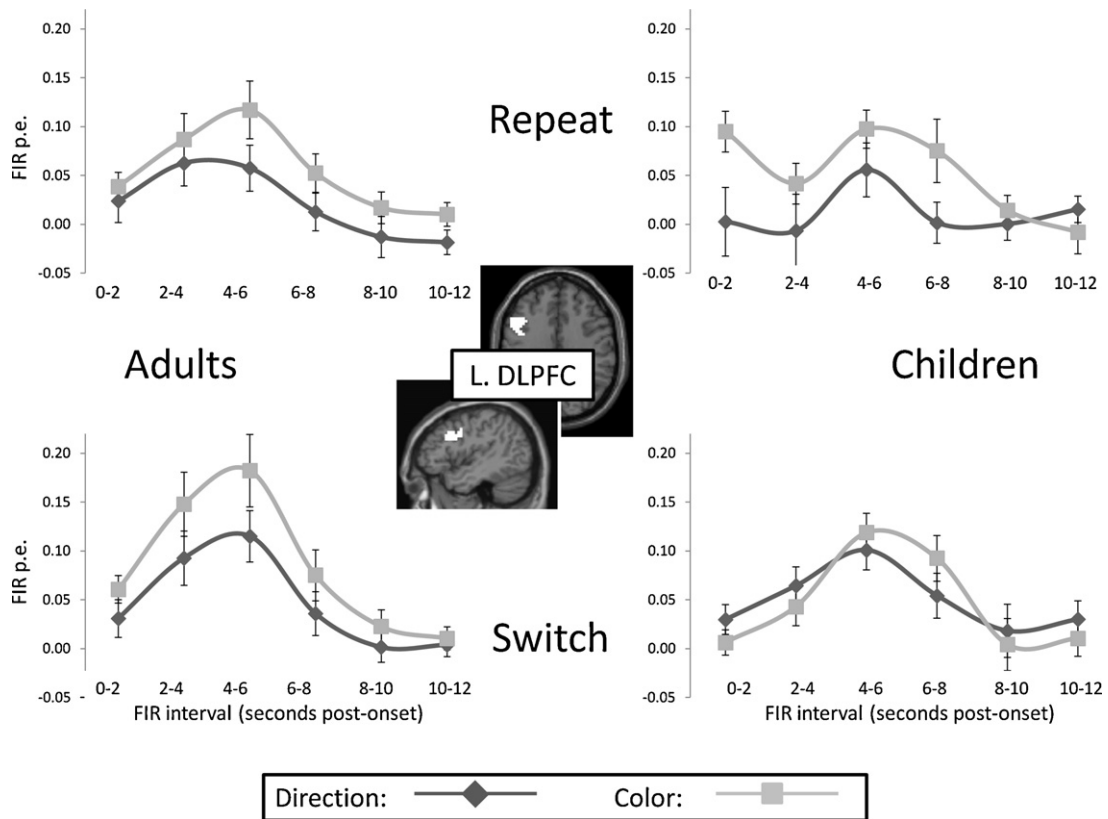 0.20
0.15
0.10
0.05
0.00
-0.05
FIR p.e.
0-2 2-4 4-6 6-8 8-10 10-12
Repeat
0.20
0.15
0.10
0.05
0.00
-0.05
0-2 2-4 4-6 6-8 8-10 10-12
Adults
L. DLPFC
Children
0.20
0.15
0.10
0.05
0.00
-0.05
FIR p.e.
0-2 2-4 4-6 6-8 8-10 10-12
FIR interval (seconds post-onset)
Switch
0.20
0.15
0.10
0.05
0.00
-0.05
0-2 2-4 4-6 6-8 8-10 10-12
FIR interval (seconds post-onset)
Direction: Color: